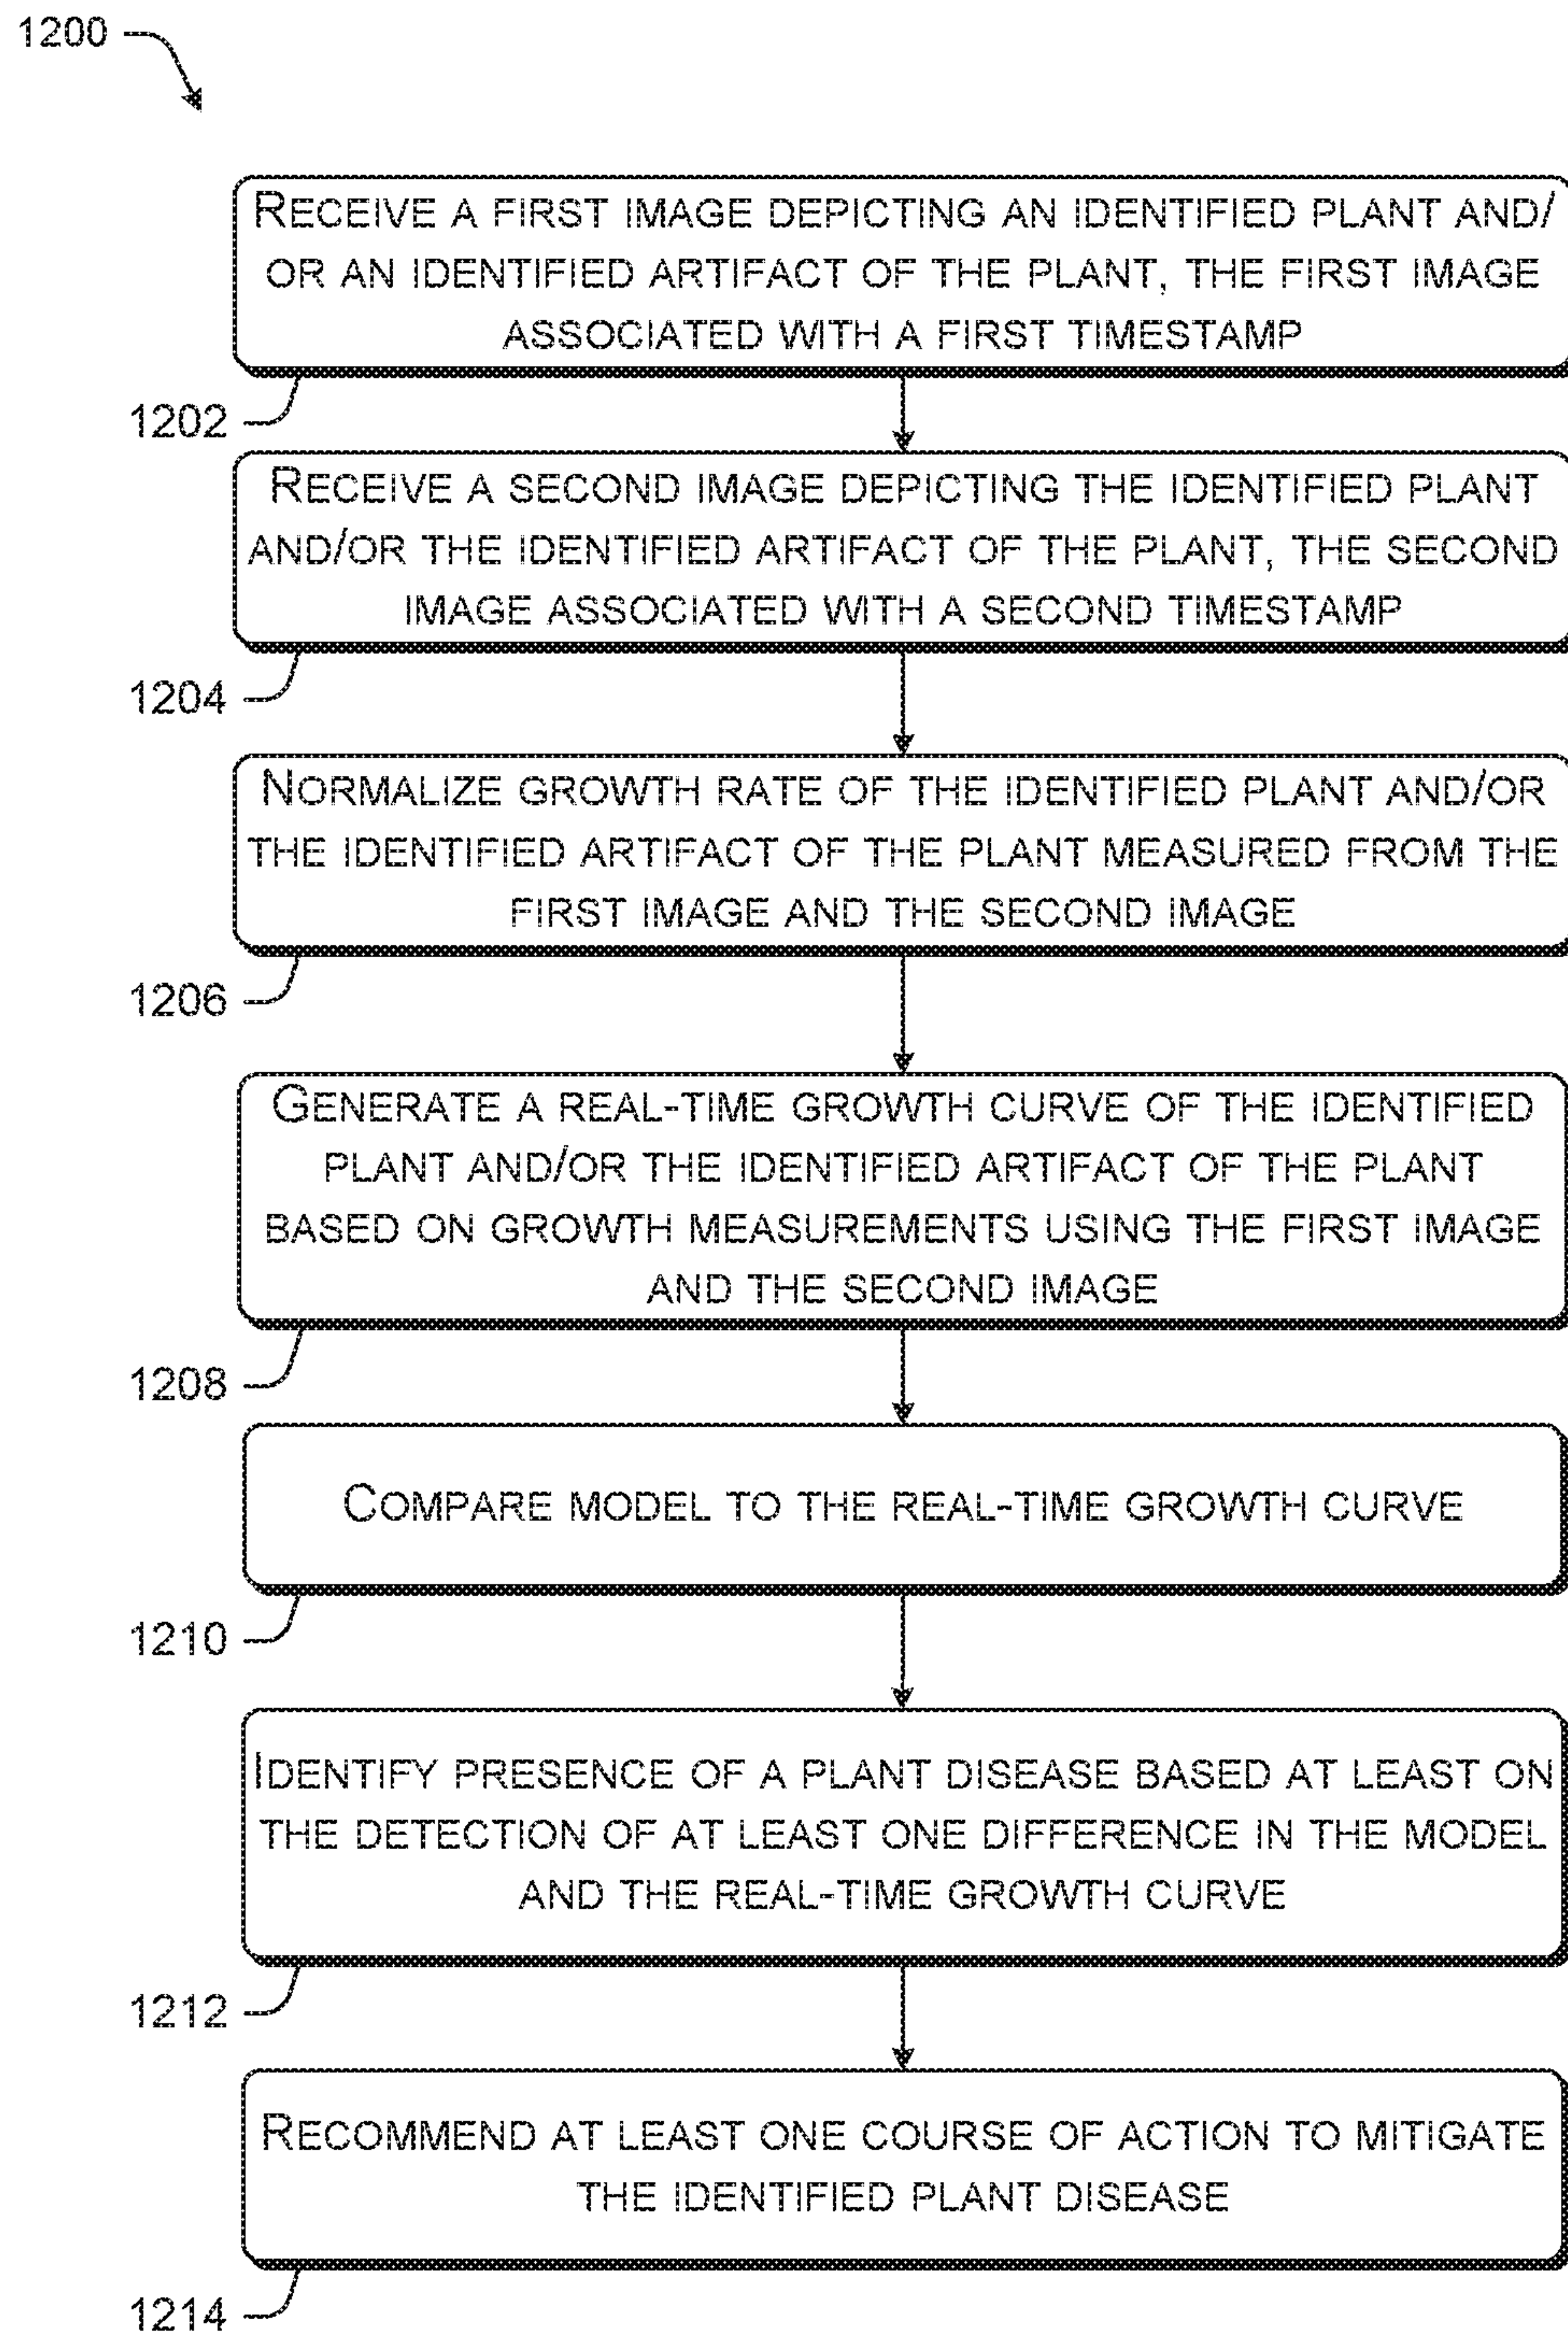 1200
RECEIVE A FIRST IMAGE DEPICTING AN IDENTIFIED PLANT AND/
OR AN IDENTIFIED ARTIFACT OF THE PLANT, THE FIRST IMAGE
ASSOCIATED WITH A FIRST TIMESTAMP
1202
RECEIVE A SECOND IMAGE DEPICTING THE IDENTIFIED PLANT
AND/OR THE IDENTIFIED ARTIFACT OF THE PLANT, THE SECOND
IMAGE ASSOCIATED WITH A SECOND TIMESTAMP
1204
NORMALIZE GROWTH RATE OF THE IDENTIFIED PLANT AND/OR
THE IDENTIFIED ARTIFACT OF THE PLANT MEASURED FROM THE
FIRST IMAGE AND THE SECOND IMAGE
1206
GENERATE A REAL-TIME GROWTH CURVE OF THE IDENTIFIED
PLANT AND/OR THE IDENTIFIED ARTIFACT OF THE PLANT
BASED ON GROWTH MEASUREMENTS USING THE FIRST IMAGE
AND THE SECOND IMAGE
1208
COMPARE MODEL TO THE REAL-TIME GROWTH CURVE
1210
IDENTIFY PRESENCE OF A PLANT DISEASE BASED AT LEAST ON
THE DETECTION OF AT LEAST ONE DIFFERENCE IN THE MODEL
AND THE REAL-TIME GROWTH CURVE
1212
RECOMMEND AT LEAST ONE COURSE OF ACTION TO MITIGATE
THE IDENTIFIED PLANT DISEASE
1214